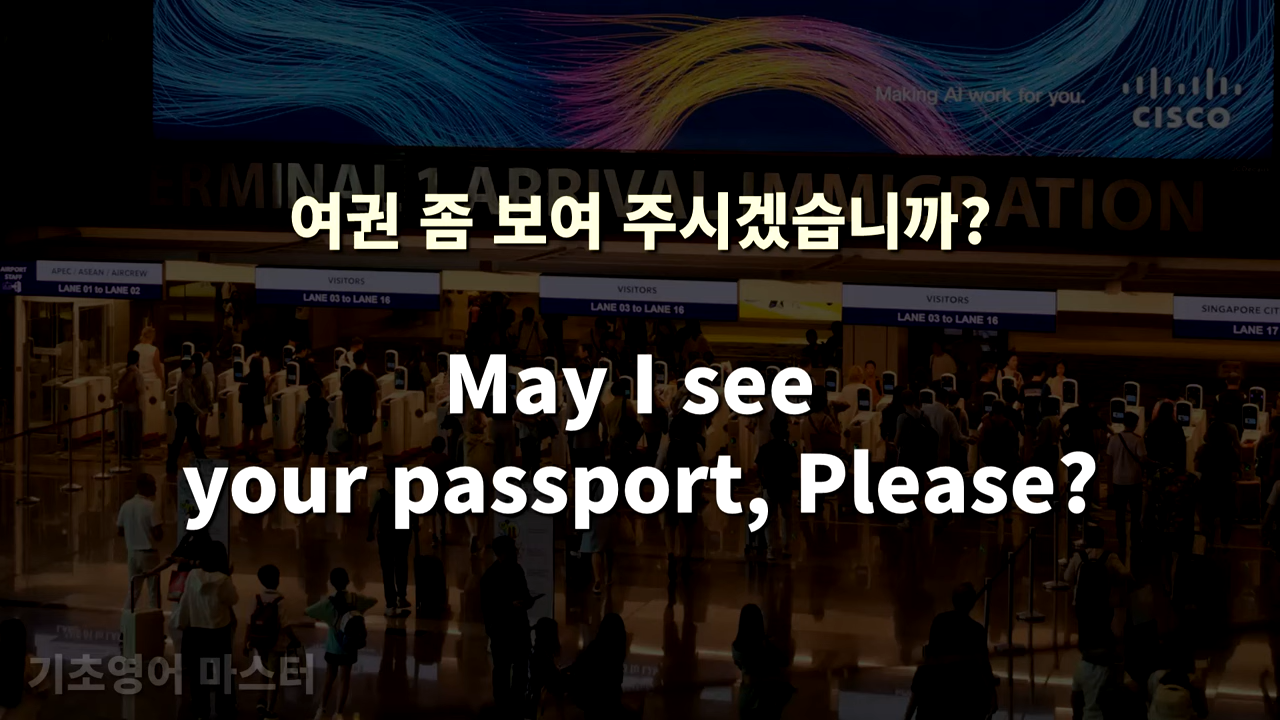 Making AI work for you.
CISCO
TERMINAL 1 ARRIVAL IMMIGRATION
여권 좀 보여 주시겠습니까?
AIRPORT
STAFF
APEC / ASEAN / AIRCREW
LANE 01 to LANE 02
VISITORS
LANE 03 to LANE 16
VISITORS
LANE 03 to LANE 16
VISITORS
LANE 03 to LANE 16
SINGAPORE CIT
LANE 17
May I see
your passport, Please?
기초영어 마스터